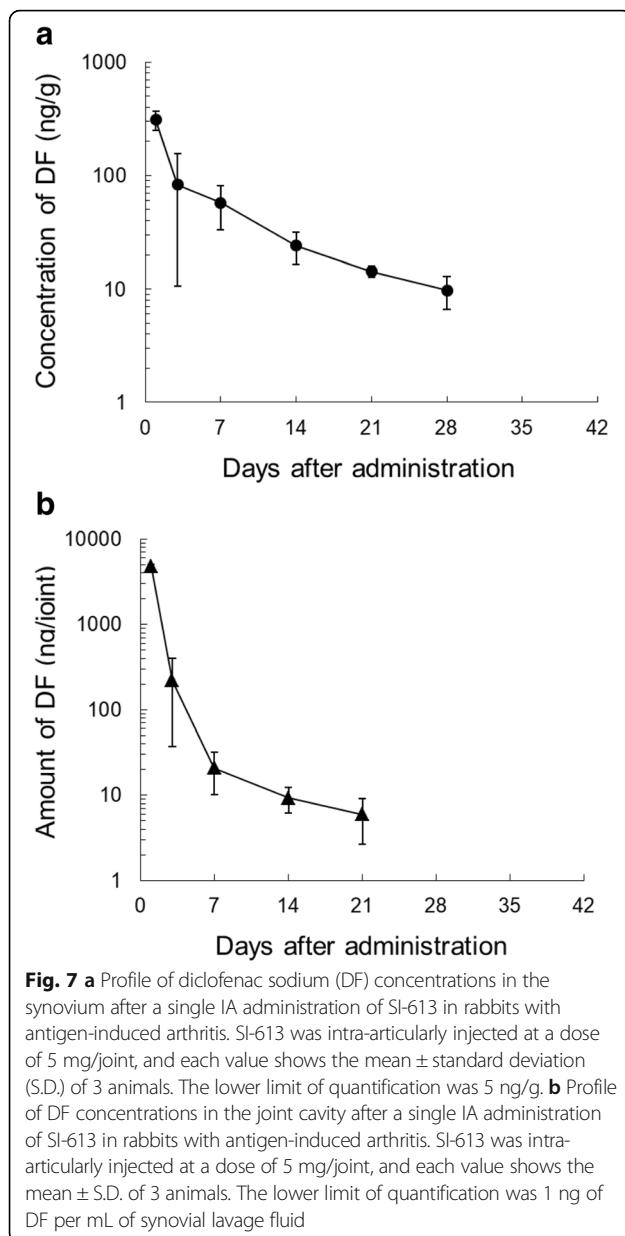 a
Concentration of DF (ng/g)
1000
100
10
1
0 7 14 21 28 35 42
Days after administration
b
Amount of DF (ng/joint)
10000
1000
100
10
1
0 7 14 21 28 35 42
Days after administration
Fig. 7 a Profile of diclofenac sodium (DF) concentrations in the
synovium after a single IA administration of SI-613 in rabbits with
antigen-induced arthritis. SI-613 was intra-articularly injected at a dose
of 5 mg/joint, and each value shows the mean ± standard deviation
(S.D.) of 3 animals. The lower limit of quantification was 5 ng/g. b Profile
of DF concentrations in the joint cavity after a single IA administration
of SI-613 in rabbits with antigen-induced arthritis. SI-613 was intra-
articularly injected at a dose of 5 mg/joint, and each value shows the
mean ± S.D. of 3 animals. The lower limit of quantification was 1 ng of
DF per mL of synovial lavage fluid